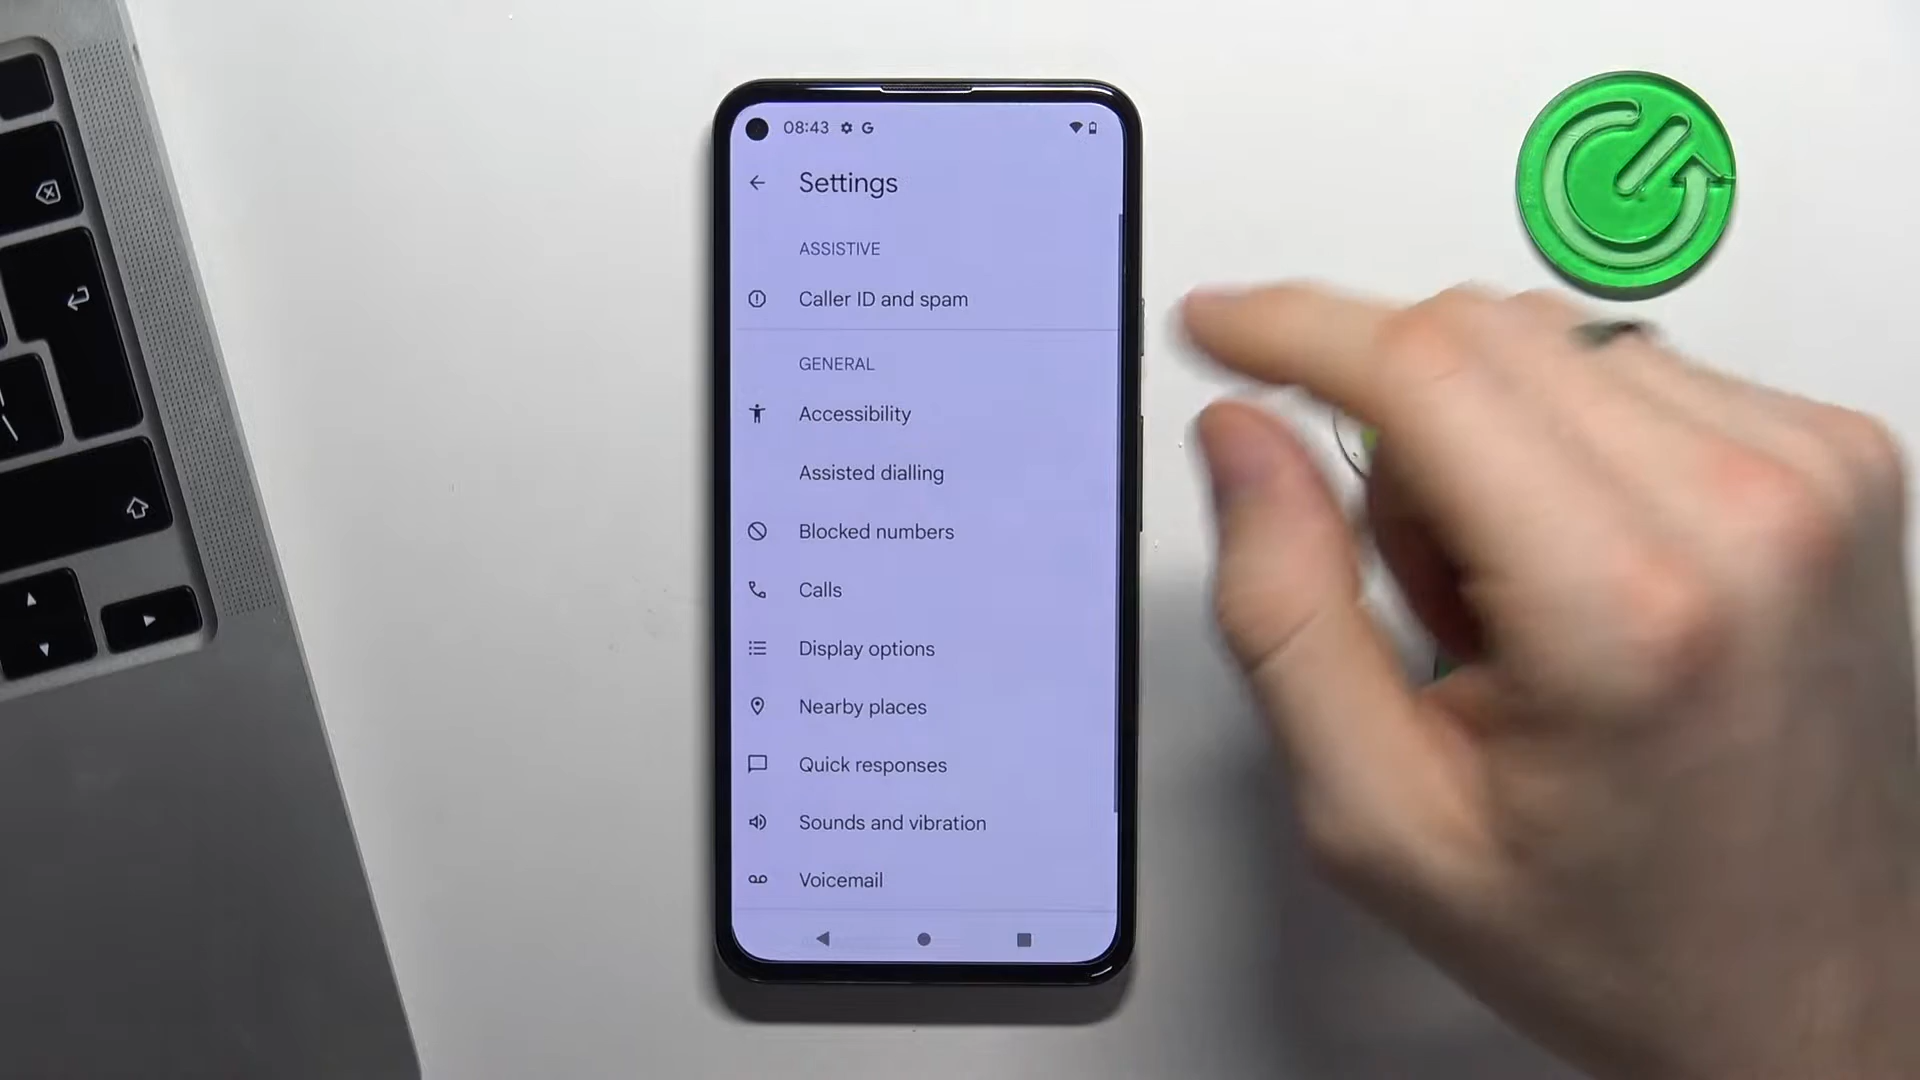 08:43 G
Settings
ASSISTIVE
Caller ID and spam
GENERAL
Accessibility
Assisted dialling
Blocked numbers
Calls
Display options
Nearby places
Quick responses
Sounds and vibration
Voicemail